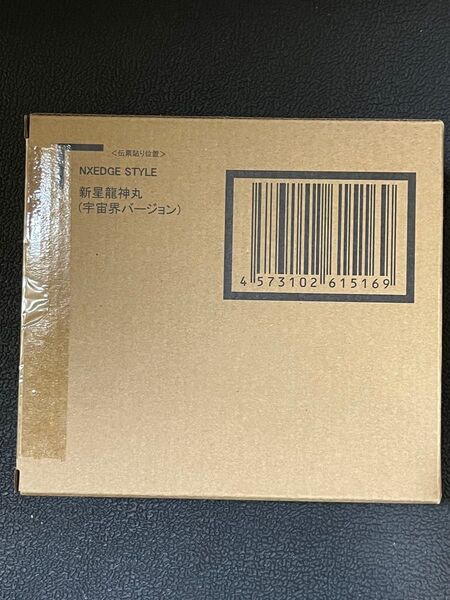 <伝票貼り位置>
NXEDGE STYLE
新星龍神丸
(宇宙界バージョン)
4 573102 615169